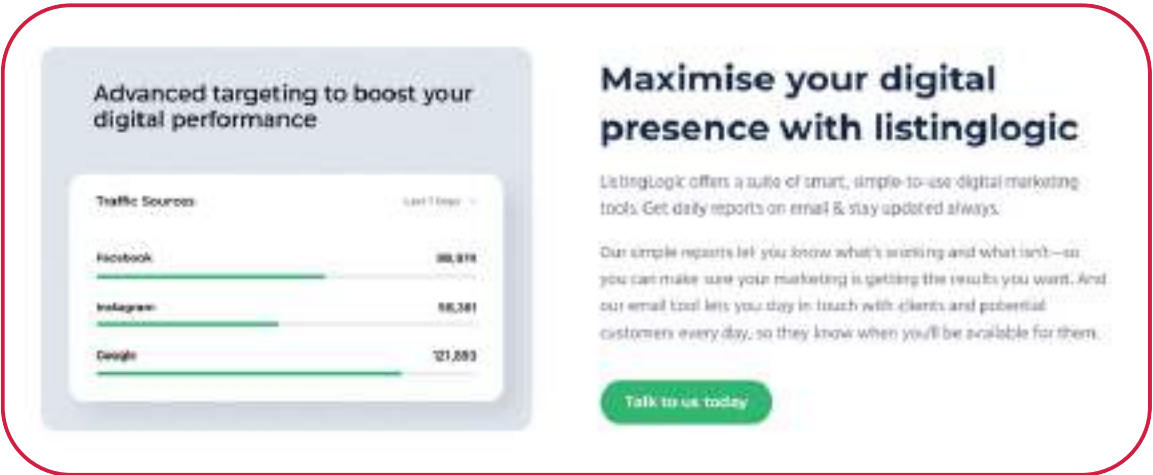 Advanced targeting to boost your
digital performance
Traffic Sources
Last 7 Days
Facebook
Instagram
Google
121,893
Maximise your digital
presence with listinglogic
ListingLogic offers a suite of smart, simple-to-use digital marketing
tools. Get daily reports on email & stay updated always.
Our simple reports let you know what's working and what isn't—so
you can make sure your marketing is getting the results you want. And
our email tool lets you stay in touch with clients and potential
customers every day, so they know when you'll be available for them.
Talk to us today